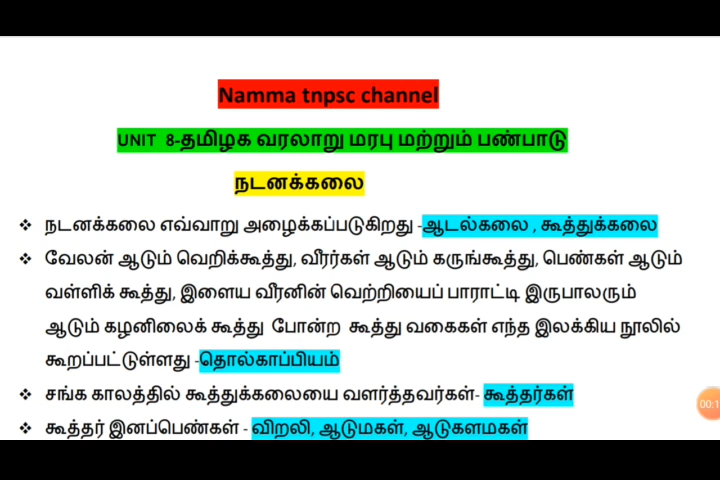 Namma tnpsc channel
UNIT 8-தமிழக வரலாறு மரபு மற்றும் பண்பாடு
நடனக்கலை
❖ நடனக்கலை எவ்வாறு அழைக்கப்படுகிறது -ஆடல்கலை , கூத்துக்கலை
❖ வேலன் ஆடும் வெறிக்கூத்து, வீரர்கள் ஆடும் கருங்கூத்து, பெண்கள் ஆடும்
வள்ளிக் கூத்து, இளைய வீரனின் வெற்றியைப் பாராட்டி இருபாலரும்
ஆடும் கழனிலைக் கூத்து போன்ற கூத்து வகைகள் எந்த இலக்கிய நூலில்
கூறப்பட்டுள்ளது -தொல்காப்பியம்
❖ சங்க காலத்தில் கூத்துக்கலையை வளர்த்தவர்கள்- கூத்தர்கள்
❖ கூத்தர் இனப்பெண்கள் - விறலி, ஆடுமகள், ஆடுகளமகள்
00:1